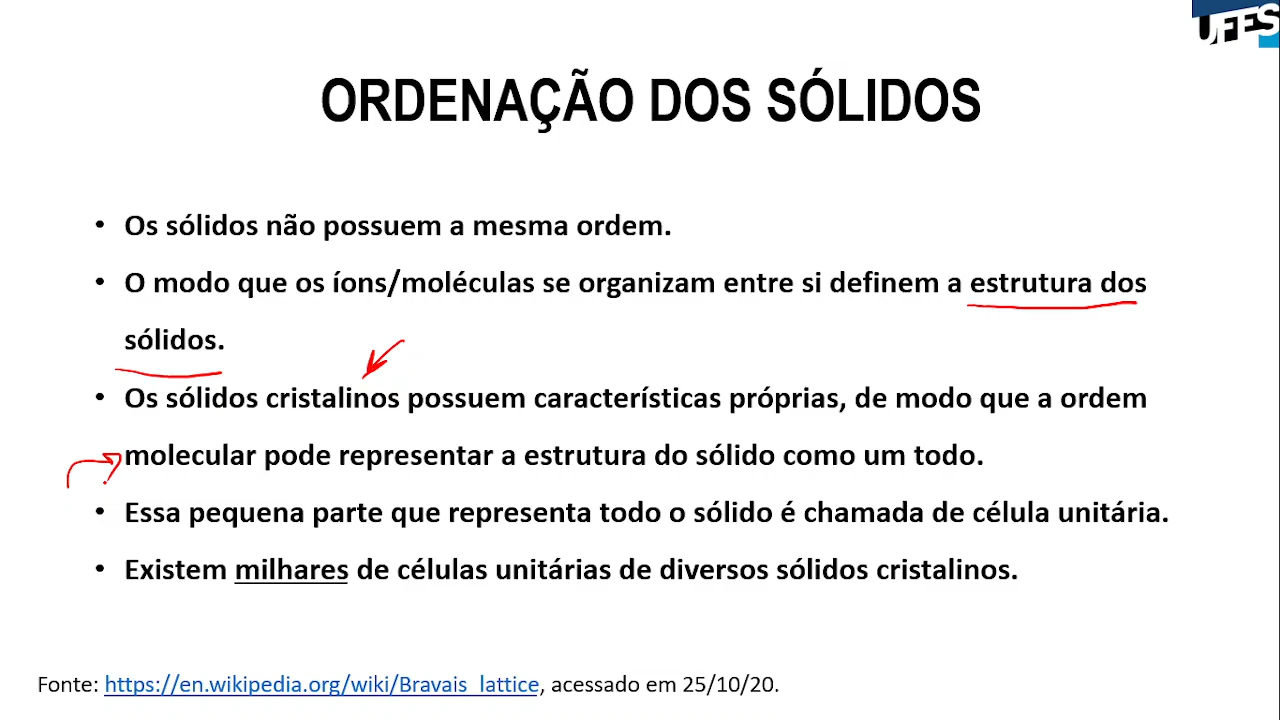 UFES
ORDENAÇÃO DOS SÓLIDOS
• Os sólidos não possuem a mesma ordem.
• O modo que os íons/moléculas se organizam entre si definem a estrutura dos
sólidos.
• Os sólidos cristalinos possuem características próprias, de modo que a ordem
molecular pode representar a estrutura do sólido como um todo.
• Essa pequena parte que representa todo o sólido é chamada de célula unitária.
• Existem milhares de células unitárias de diversos sólidos cristalinos.
Fonte: https://en.wikipedia.org/wiki/Bravais_lattice, acessado em 25/10/20.